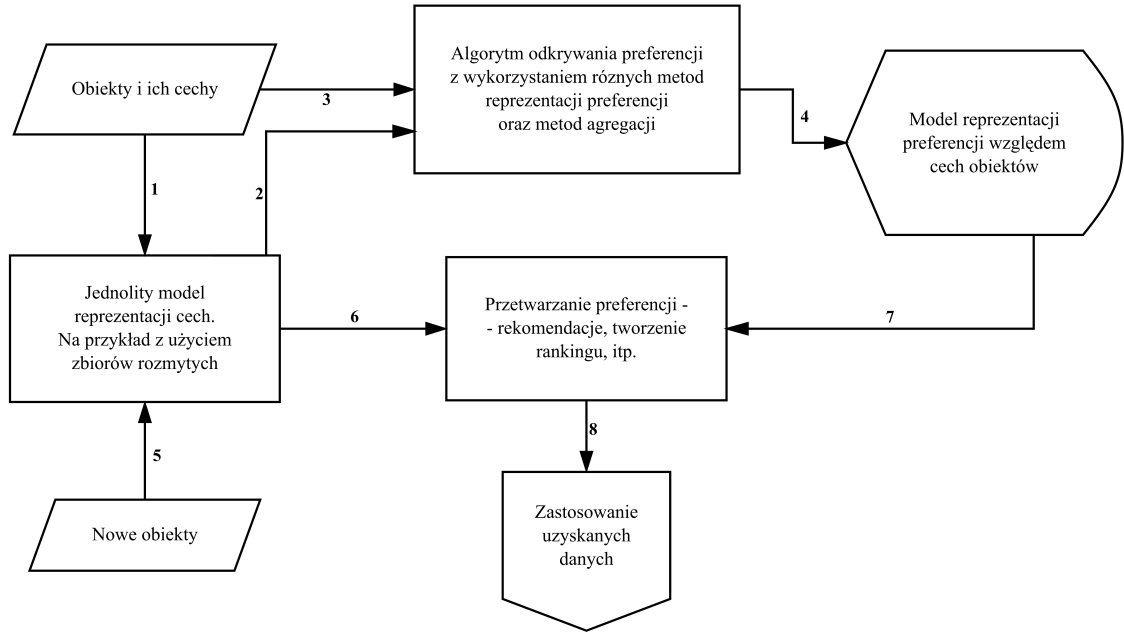 Obiekty i ich cechy
3
Algorytm odkrywania preferencji
z wykorzystaniem róznych metod
reprezentacji preferencji
oraz metod agregacji
4
Model reprezentacji
preferencji względem
cech obiektów
1
2
Jednolity model
reprezentacji cech.
Na przykład z użyciem
zbiorów rozmytych
6
Przetwarzanie preferencji -
- rekomendacje, tworzenie
rankingu, itp.
7
5
8
Nowe obiekty
Zastosowanie
uzyskanych
danych